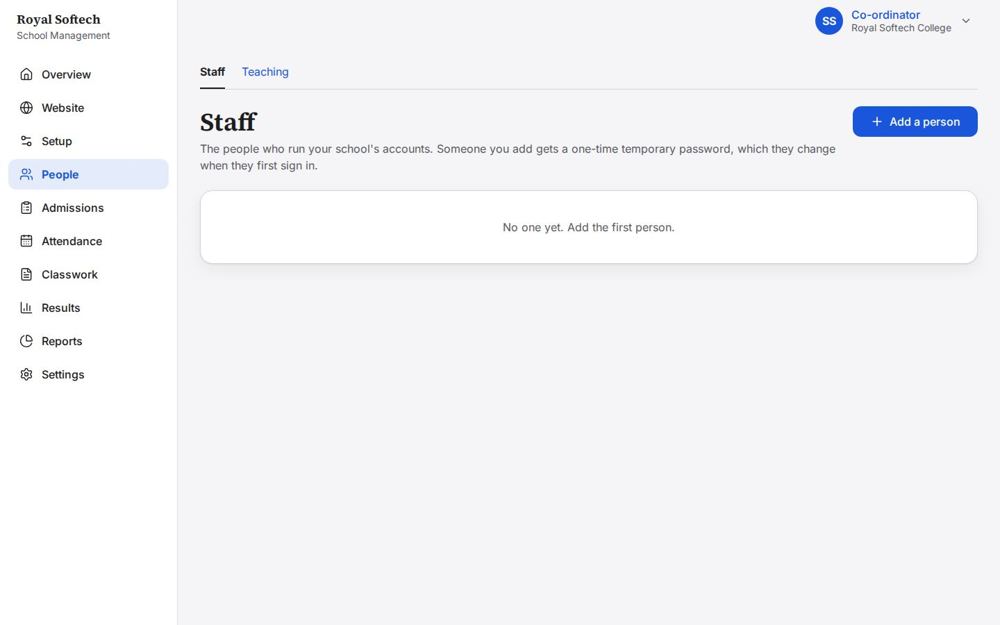 Royal Softech
School Management
Overview
Website
Setup
People
Admissions
Attendance
Classwork
Results
Reports
Settings
SS
Co-ordinator
Royal Softech College
Staff
Teaching
Staff
Add a person
The people who run your school's accounts. Someone you add gets a one-time temporary password, which they change
when they first sign in.
No one yet. Add the first person.